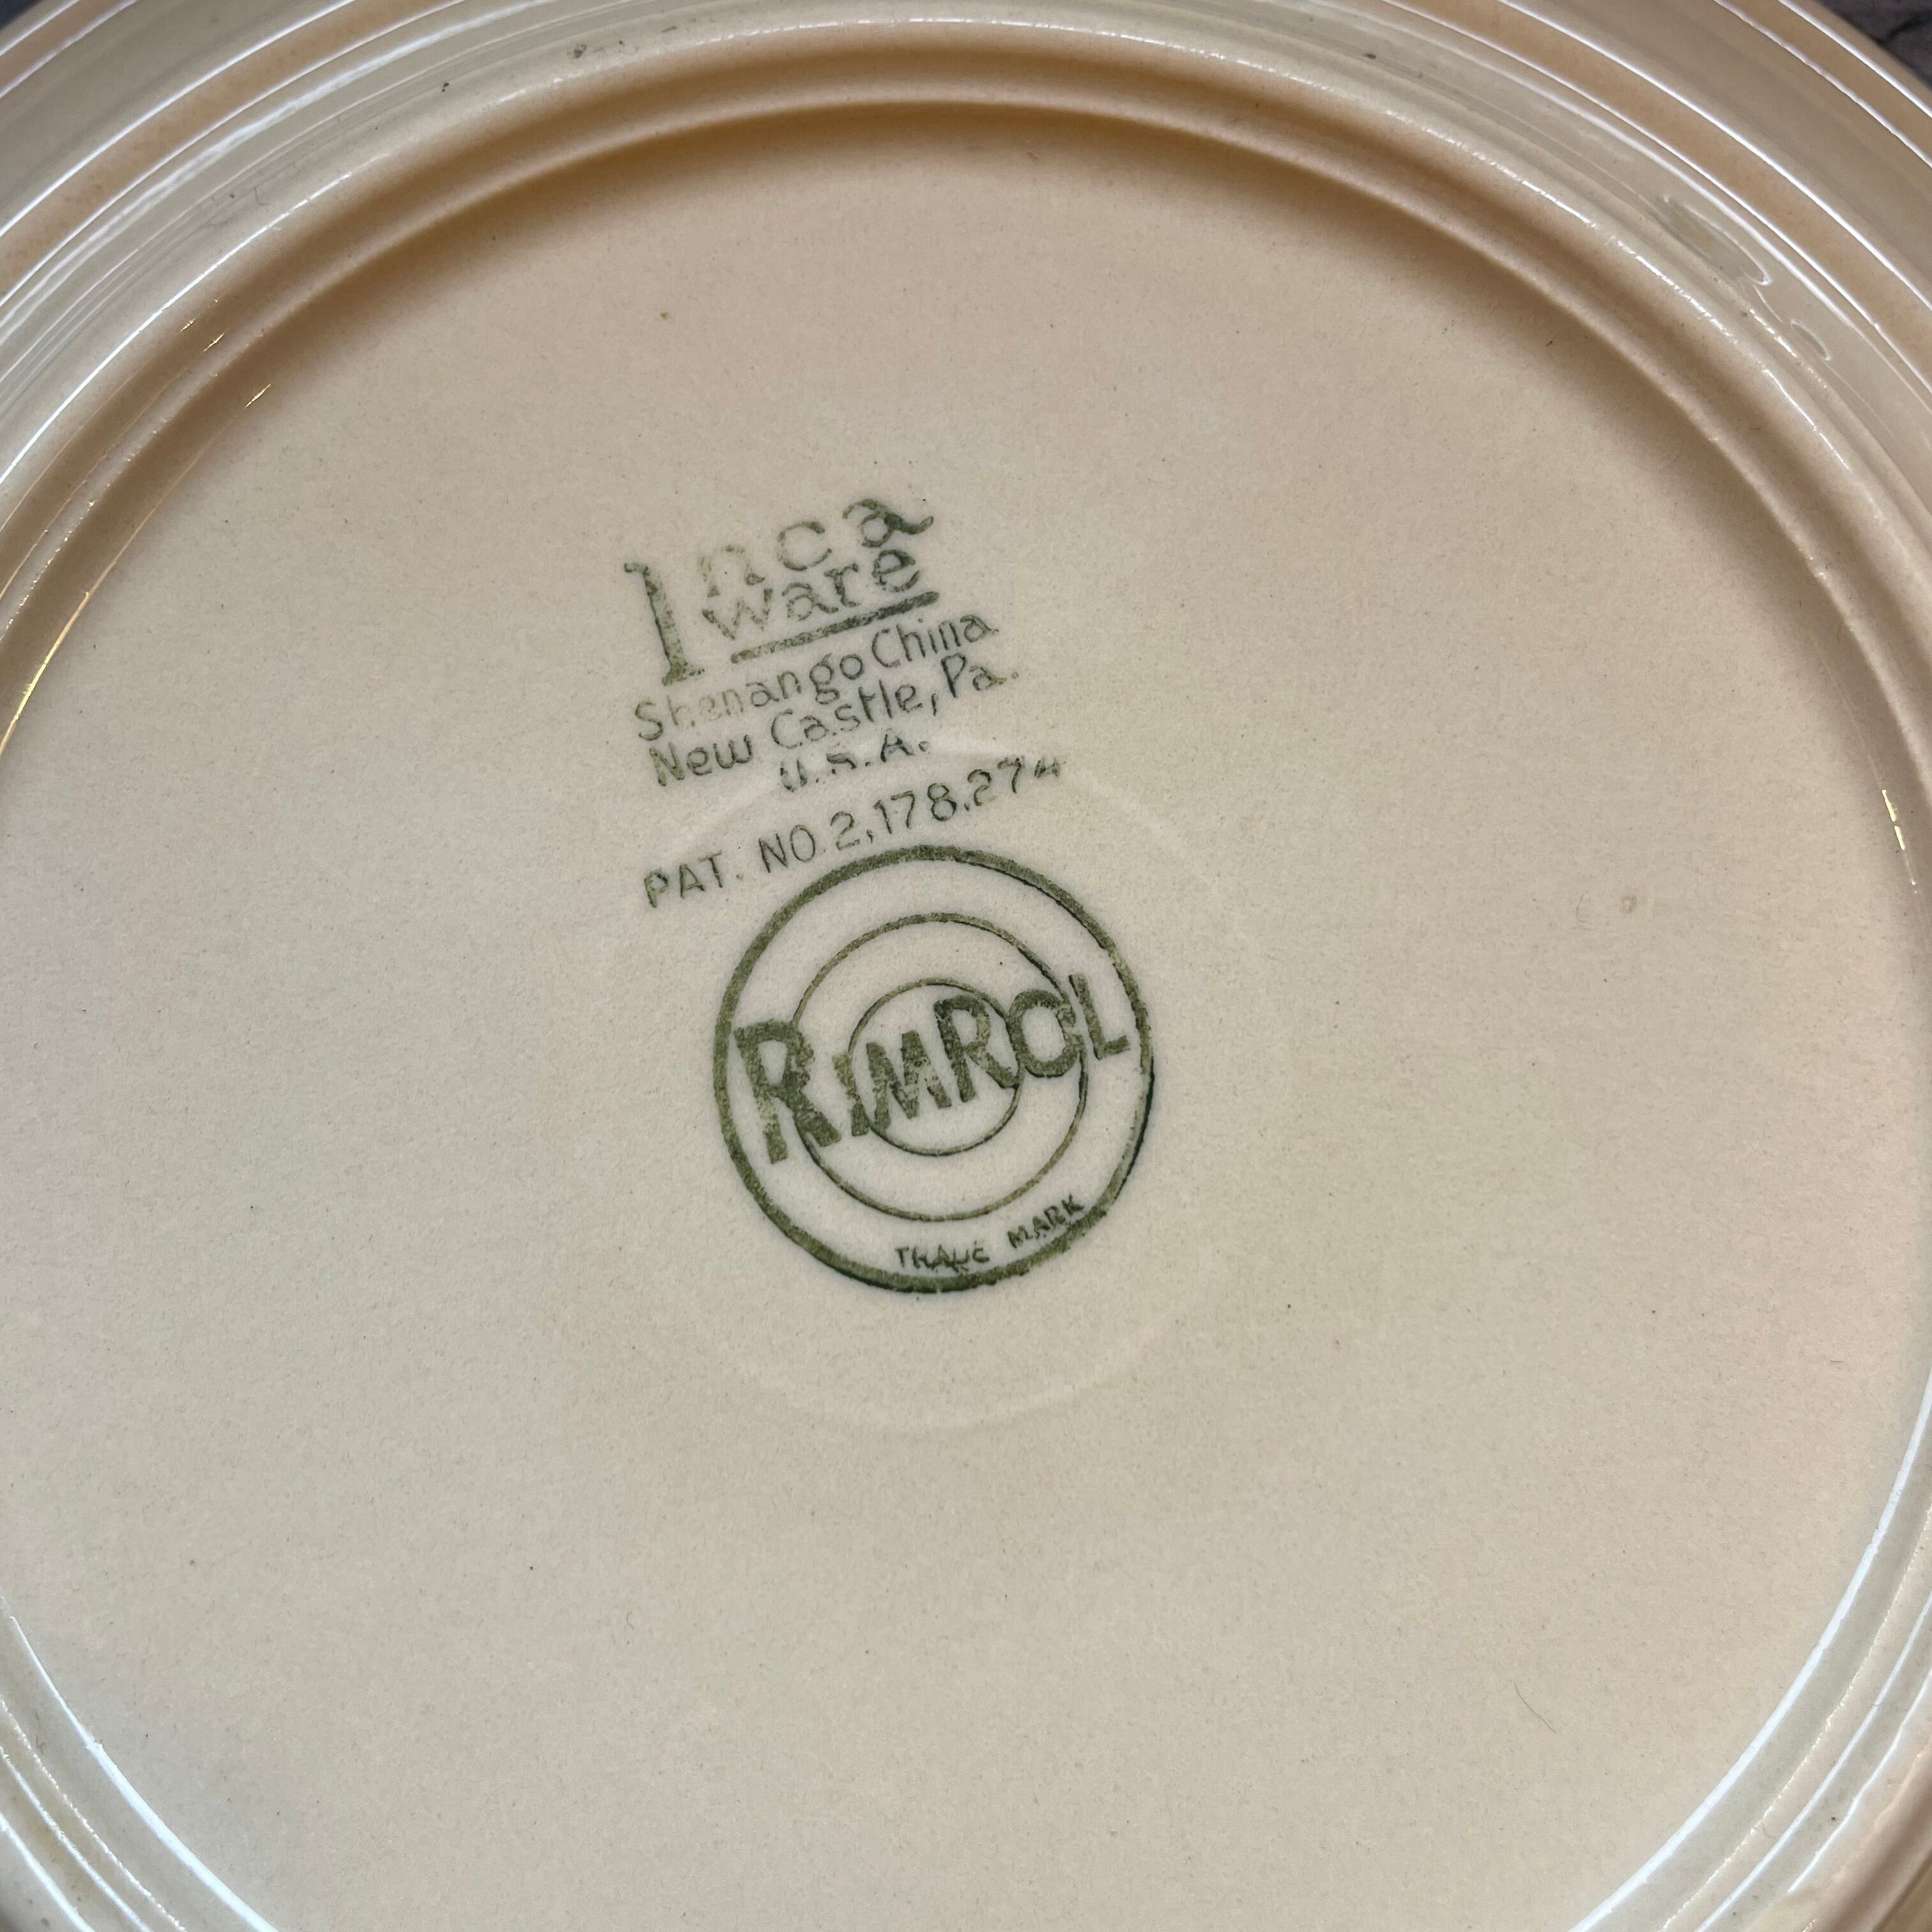 Inca
ware
Shenango China
New Castle, Pa.
U.S.A.
PAT. NO. 2,178,274
RIMROL
TRADE MARK